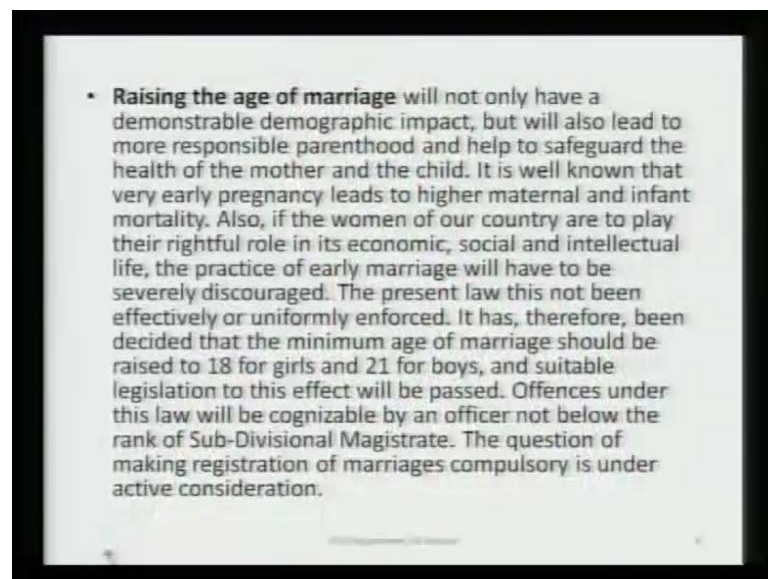 • Raising the age of marriage will not only have a
demonstrable demographic impact, but will also lead to
more responsible parenthood and help to safeguard the
health of the mother and the child. It is well known that
very early pregnancy leads to higher maternal and infant
mortality. Also, if the women of our country are to play
their rightful role in its economic, social and intellectual
life, the practice of early marriage will have to be
severely discouraged. The present law this not been
effectively or uniformly enforced. It has, therefore, been
decided that the minimum age of marriage should be
raised to 18 for girls and 21 for boys, and suitable
legislation to this effect will be passed. Offences under
this law will be cognizable by an officer not below the
rank of Sub-Divisional Magistrate. The question of
making registration of marriages compulsory is under
active consideration.